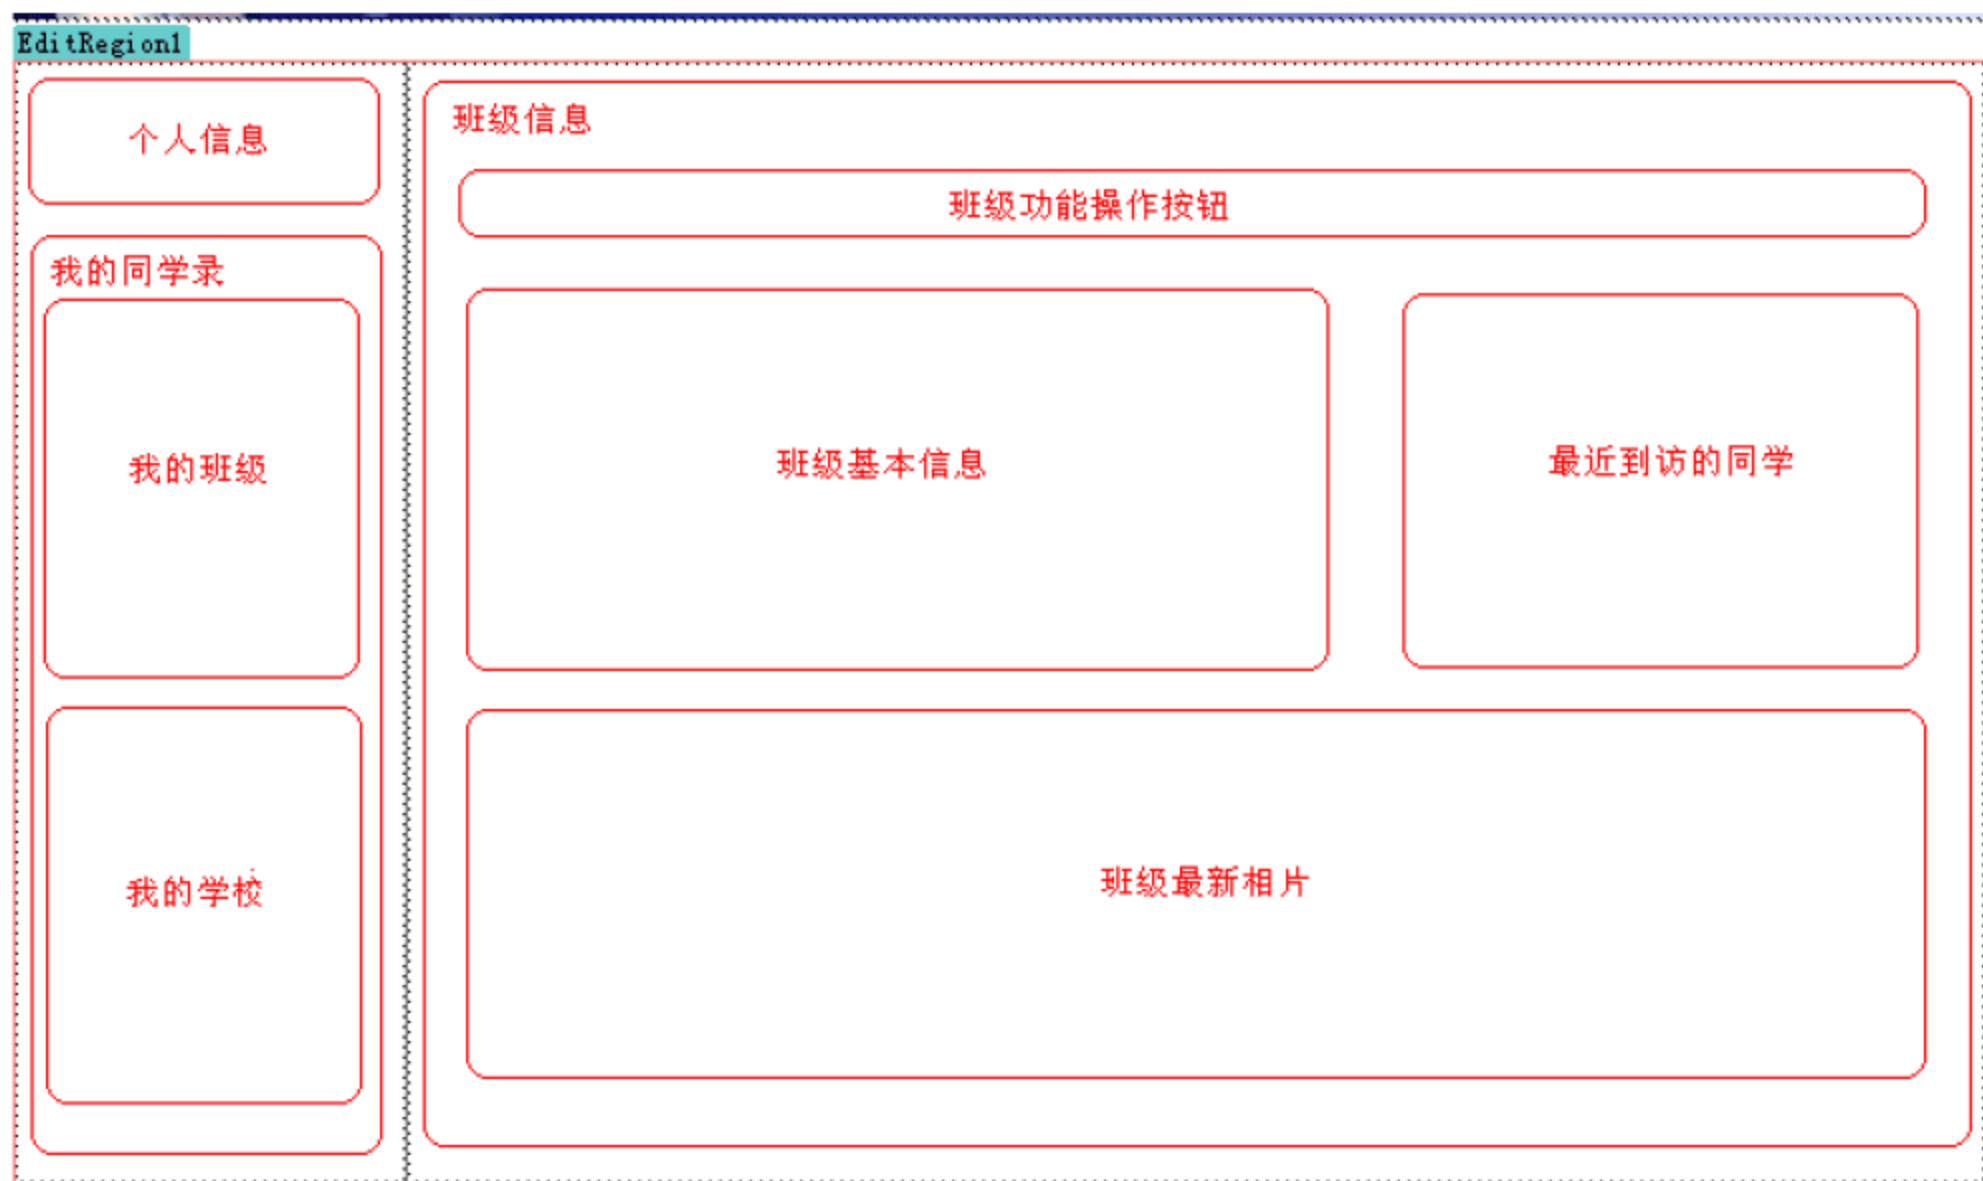 EditRegion1
个人信息
我的同学录
我的班级
我的学校
班级信息
班级功能操作按钮
班级基本信息
最近到访的同学
班级最新相片